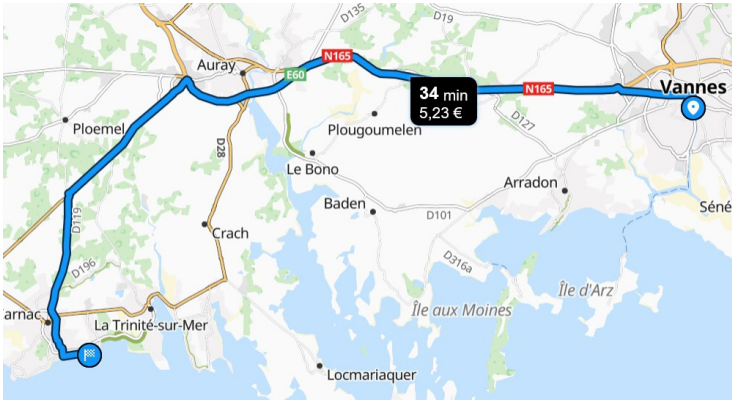 D135
D19
N165
Auray
E60
34 min
5,23 €
N165
Vannes
Ploemel
Plougoumelen
D127
D28
Le Bono
Arradon
Baden
D101
Séné
D119
Crach
D316a
D196
Île d'Arz
Île aux Moines
arnac
La Trinité-sur-Mer
Locmariaquer